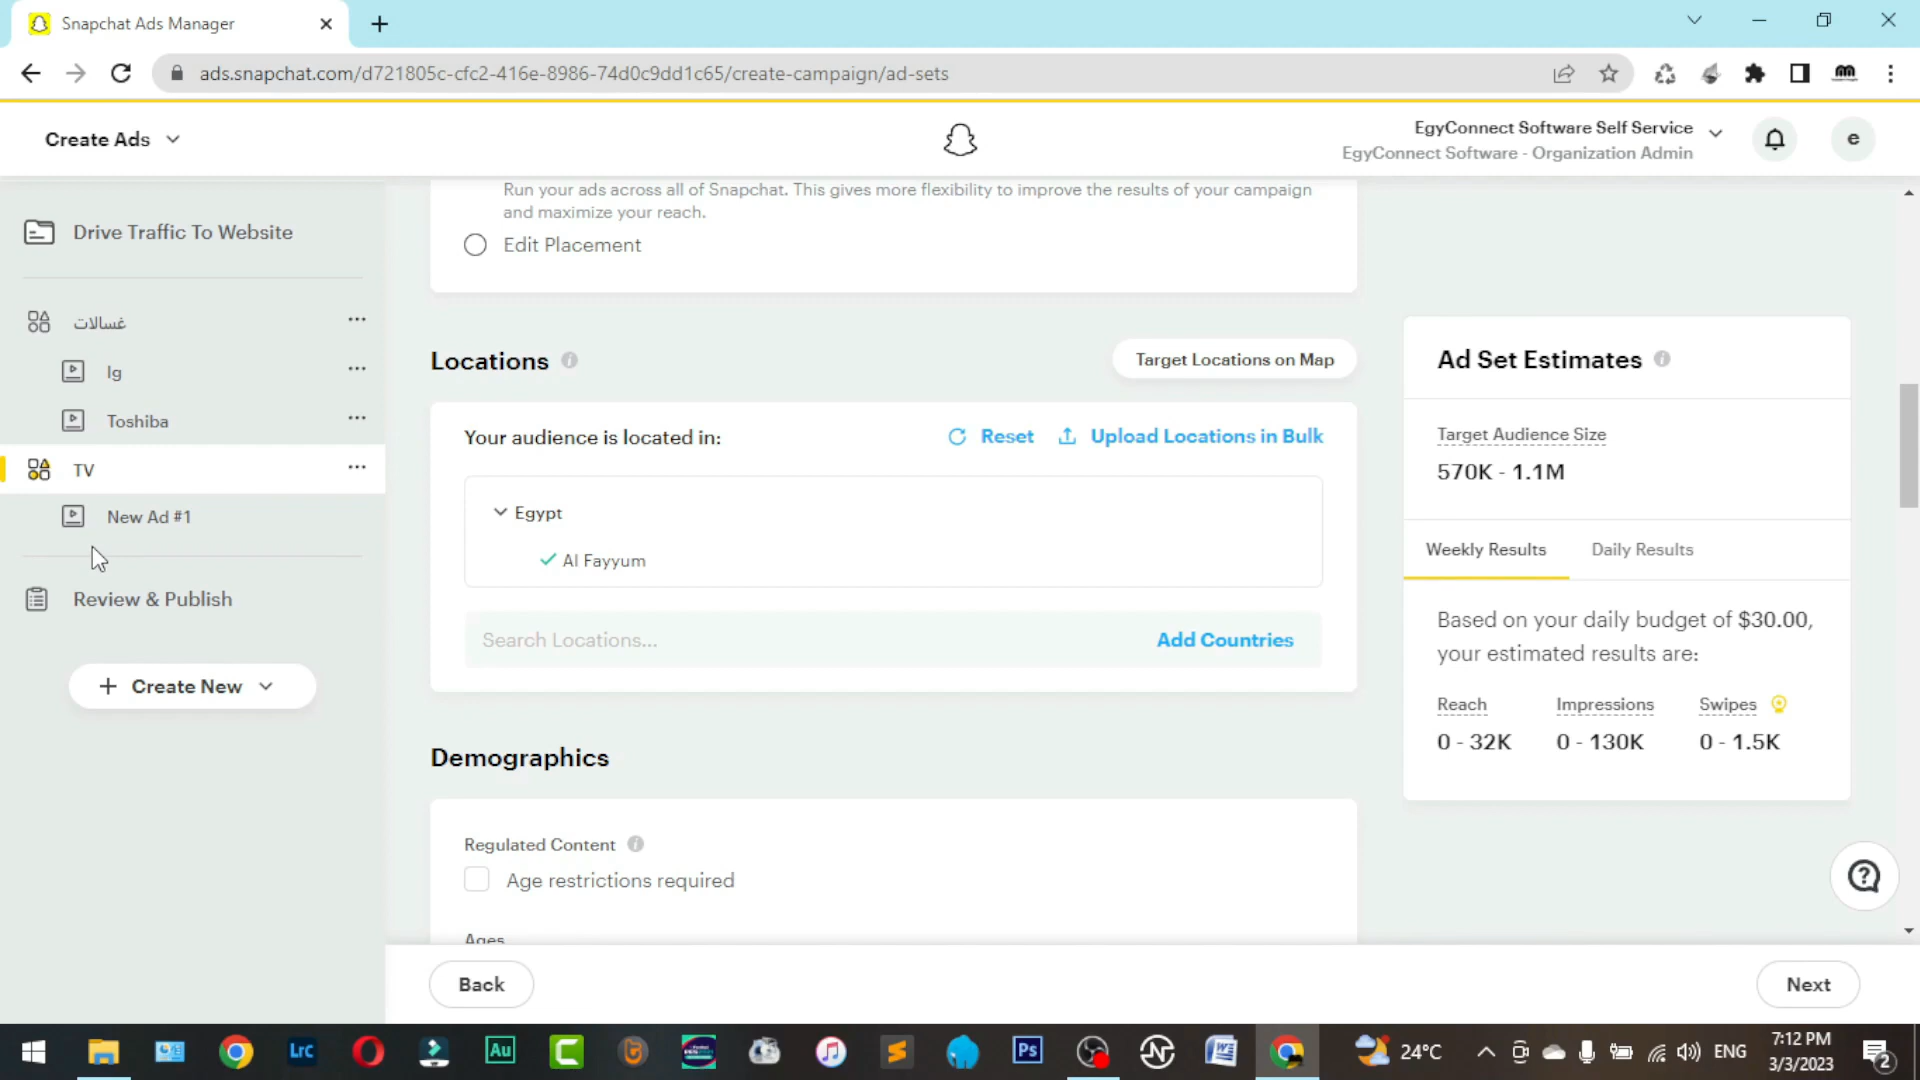 Snapchat Ads Manager
ads.snapchat.com/d721805c-cfc2-416e-8986-74d0c9dd1c65/create-campaign/ad-sets
Create Ads
EgyConnect Software Self Service
EgyConnect Software - Organization Admin
e
Drive Traffic To Website
غسالات
lg
Toshiba
TV
New Ad #1
Review & Publish
Create New
Run your ads across all of Snapchat. This gives more flexibility to improve the results of your campaign
and maximize your reach.
Edit Placement
Locations
Target Locations on Map
Your audience is located in:
Reset
Upload Locations in Bulk
Egypt
Al Fayyum
Search Locations...
Add Countries
Demographics
Regulated Content
Age restrictions required
Ages
Ad Set Estimates
Target Audience Size
570K - 1.1M
Weekly Results
Daily Results
Based on your daily budget of $30.00,
your estimated results are:
Reach
Impressions
Swipes
0 - 32K
0 - 130K
0 - 1.5K
Back
Next
Lrc
Au
Ps
24°C
ENG
7:12 PM
3/3/2023
2